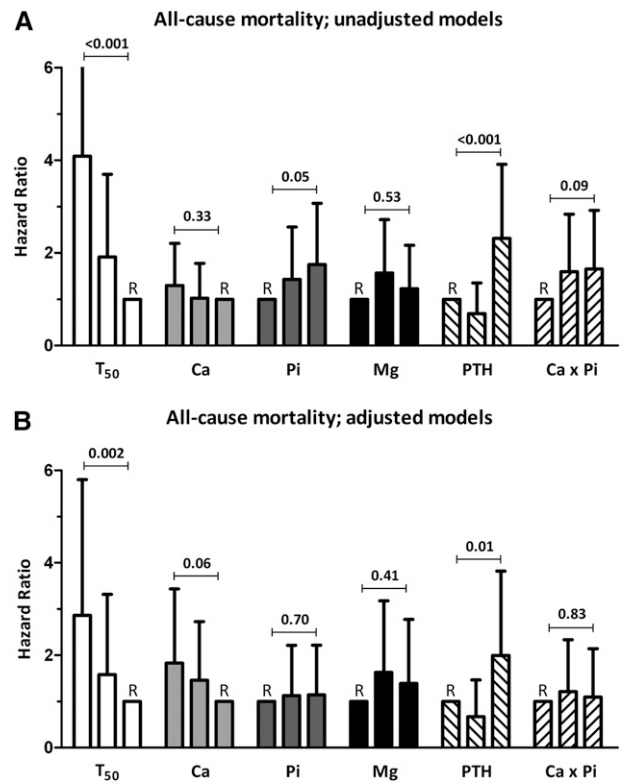 A
All-cause mortality; unadjusted models
<0.001
6
<0.001
0.05
0.09
4
0.33
0.53
Hazard Ratio
2
R R R R R R
0
T₅₀ Ca Pi Mg PTH Ca x Pi
B
All-cause mortality; adjusted models
0.002
6
0.06
0.01
4
0.41
0.70
0.83
Hazard Ratio
2
R R R R R R
0
T₅₀ Ca Pi Mg PTH Ca x Pi